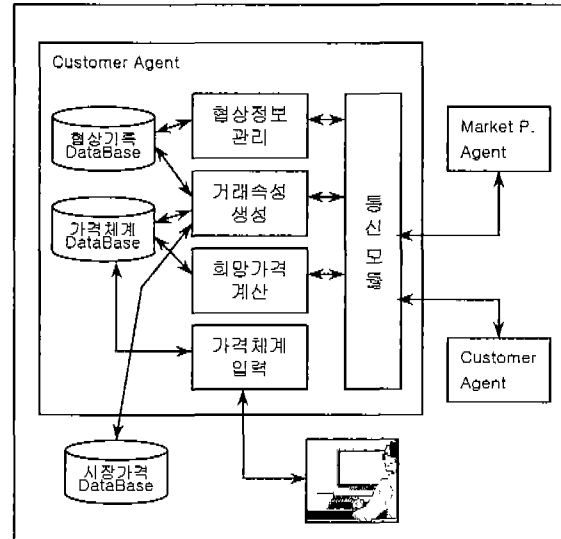 Customer Agent
협상기록
DataBase
협상정보
관리
Market P.
Agent
거래속성
생성
가격체계
DataBase
통신모듈
희망가격
계산
가격체계
입력
Customer
Agent
시장가격
DataBase